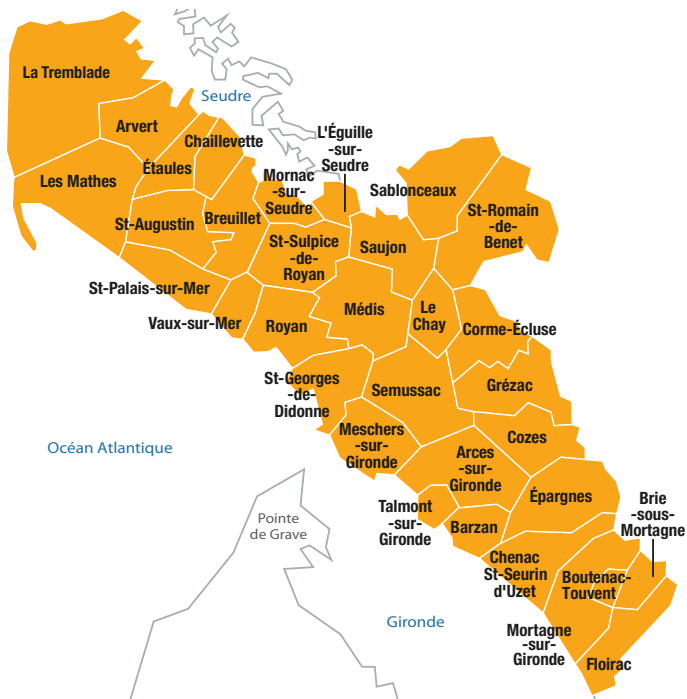 La Tremblade
Seudre
Arvert
Chaillevette
L'Éguille
-sur-
Seudre
Étaules
Les Mathes
Mornac
-sur-
Seudre
Sablonceaux
St-Romain
-de-
Benet
St-Augustin
Breuillet
St-Sulpice
-de-
Royan
Saujon
St-Palais-sur-Mer
Médis
Le
Chay
Vaux-sur-Mer
Royan
Corme-Écluse
St-Georges
-de-
Didonne
Semussac
Grézac
Océan Atlantique
Meschers
-sur-
Gironde
Cozes
Arces
-sur-
Gironde
Épargnes
Brie
-sous-
Mortagne
Talmont
-sur-
Gironde
Barzan
Pointe
de Grave
Chenac
St-Seurin
d'Uzet
Boutenac-
Touvent
Gironde
Mortagne
-sur-
Gironde
Floirac